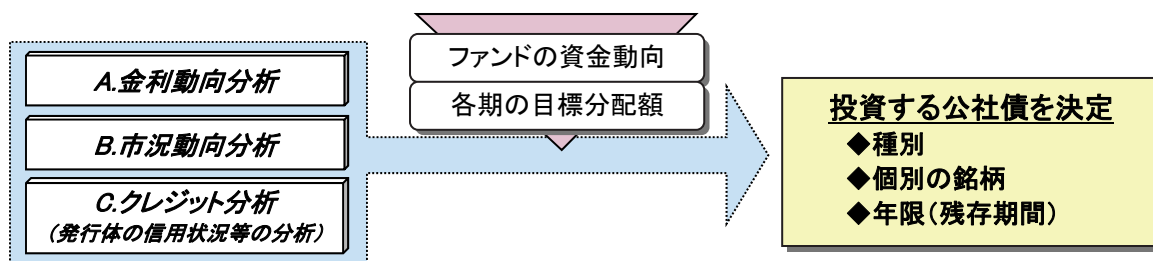 A.金利動向分析
B.市況動向分析
C.クレジット分析
(発行体の信用状況等の分析)
ファンドの資金動向
各期の目標分配額
投資する公社債を決定
◆種別
◆個別の銘柄
◆年限(残存期間)